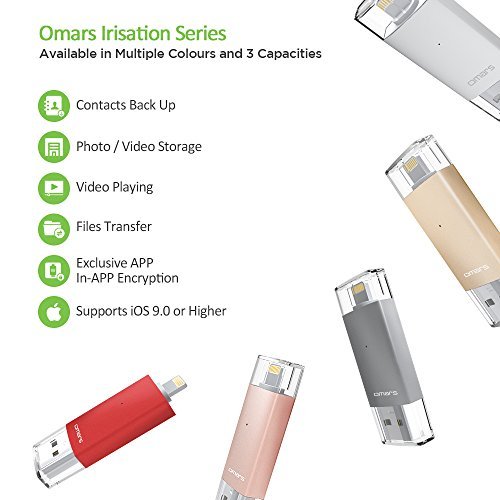 Omars Irisation Series
Available in Multiple Colours and 3 Capacities
Contacts Back Up
Photo / Video Storage
Video Playing
Files Transfer
Exclusive APP
In-APP Encryption
Supports iOS 9.0 or Higher
omars
omars
omars
omars
omars